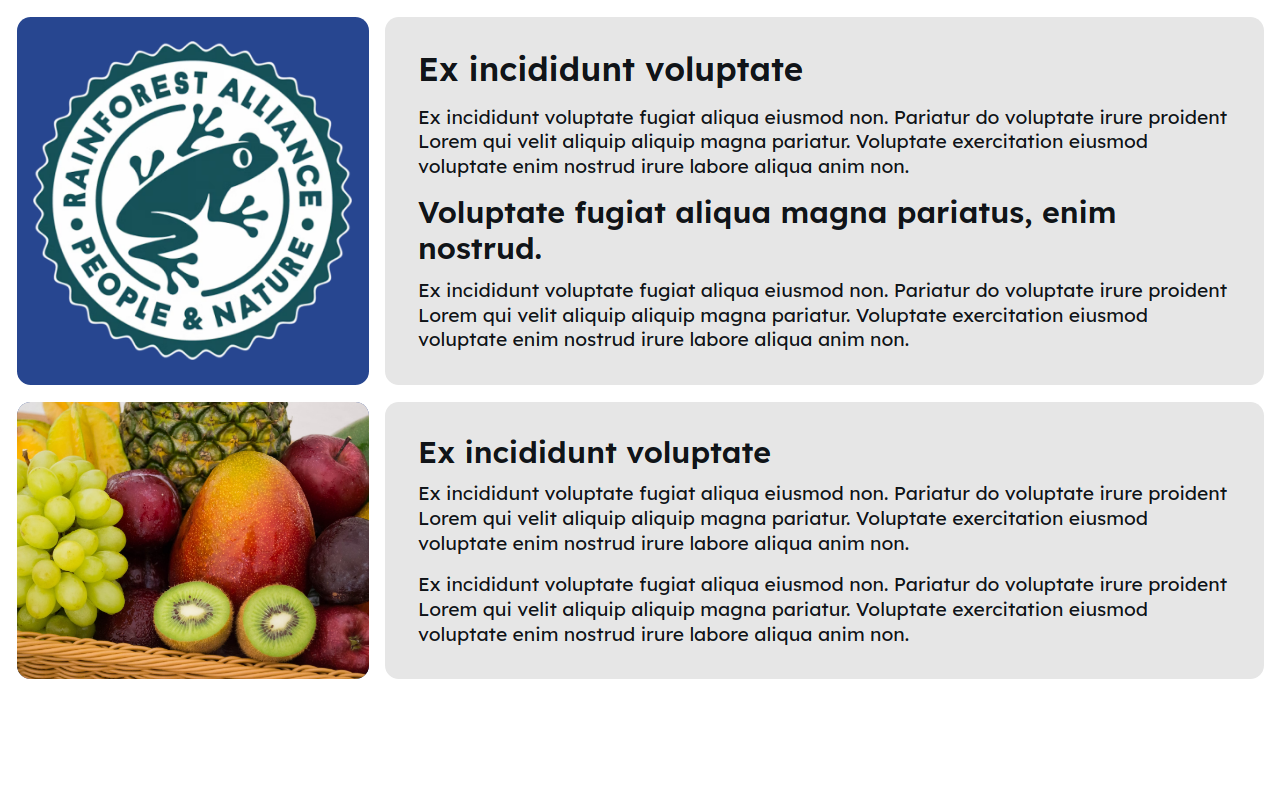 RAINFOREST ALLIANCE
PEOPLE & NATURE
Ex incididunt voluptate
Ex incididunt voluptate fugiat aliqua eiusmod non. Pariatur do voluptate irure proident
Lorem qui velit aliquip aliquip magna pariatur. Voluptate exercitation eiusmod
voluptate enim nostrud irure labore aliqua anim non.
Voluptate fugiat aliqua magna pariatus, enim
nostrud.
Ex incididunt voluptate fugiat aliqua eiusmod non. Pariatur do voluptate irure proident
Lorem qui velit aliquip aliquip magna pariatur. Voluptate exercitation eiusmod
voluptate enim nostrud irure labore aliqua anim non.
Ex incididunt voluptate
Ex incididunt voluptate fugiat aliqua eiusmod non. Pariatur do voluptate irure proident
Lorem qui velit aliquip aliquip magna pariatur. Voluptate exercitation eiusmod
voluptate enim nostrud irure labore aliqua anim non.
Ex incididunt voluptate fugiat aliqua eiusmod non. Pariatur do voluptate irure proident
Lorem qui velit aliquip aliquip magna pariatur. Voluptate exercitation eiusmod
voluptate enim nostrud irure labore aliqua anim non.